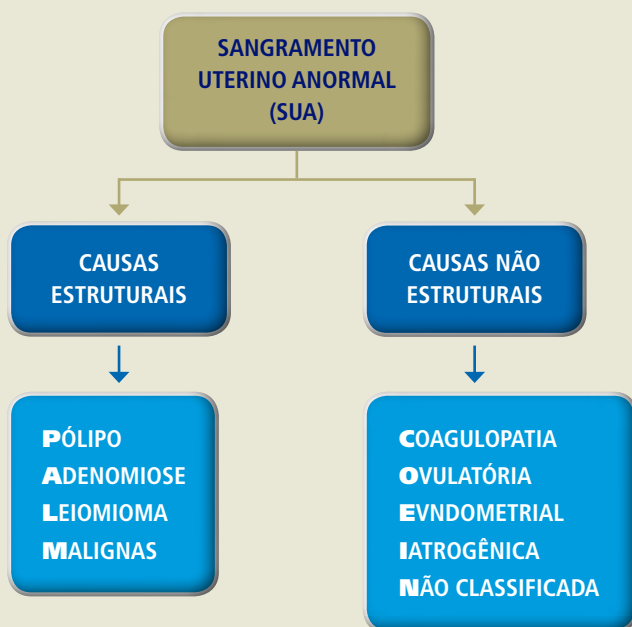 SANGRAMENTO
UTERINO ANORMAL
(SUA)
CAUSAS
ESTRUTURAIS
CAUSAS NÃO
ESTRUTURAIS
PÓLIPO
ADENOMIOSE
LEIOMIOMA
MALIGNAS
COAGULOPATIA
OVULATÓRIA
EVNDOMETRIAL
IATROGÊNICA
NÃO CLASSIFICADA